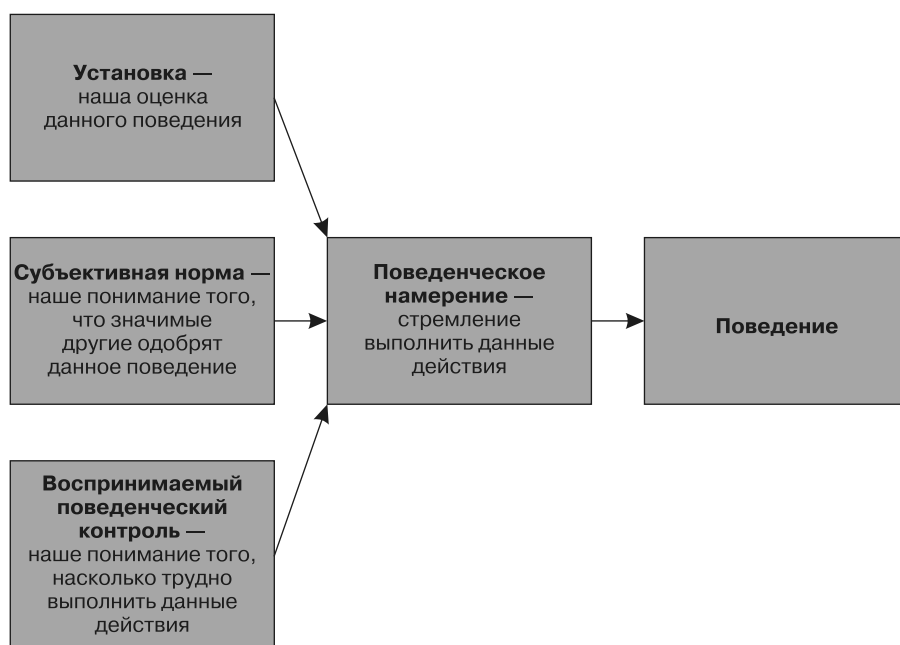 Установка —
наша оценка
данного поведения
Субъективная норма —
наше понимание того,
что значимые
другие одобрят
данное поведение
Воспринимаемый
поведенческий
контроль —
наше понимание того,
насколько трудно
выполнить данные
действия
Поведенческое
намерение —
стремление
выполнить данные
действия
Поведение